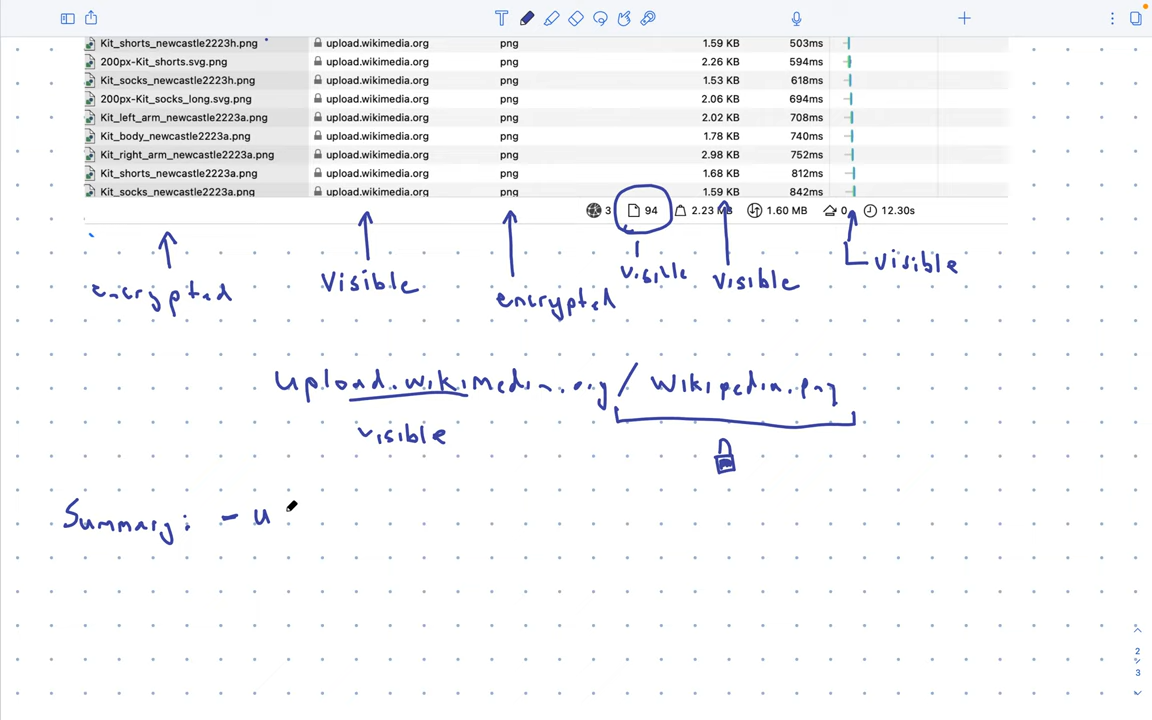 Kit_shorts_newcastle2223h.png upload.wikimedia.org png 1.59 KB 503ms
200px-Kit_shorts.svg.png upload.wikimedia.org png 2.26 KB 594ms
Kit_socks_newcastle2223h.png upload.wikimedia.org png 1.53 KB 618ms
200px-Kit_socks_long.svg.png upload.wikimedia.org png 2.06 KB 694ms
Kit_left_arm_newcastle2223a.png upload.wikimedia.org png 2.02 KB 708ms
Kit_body_newcastle2223a.png upload.wikimedia.org png 1.78 KB 740ms
Kit_right_arm_newcastle2223a.png upload.wikimedia.org png 2.98 KB 752ms
Kit_shorts_newcastle2223a.png upload.wikimedia.org png 1.68 KB 812ms
Kit_socks_newcastle2223a.png upload.wikimedia.org png 1.59 KB 842ms
3 94 2.23 MB 1.60 MB 0 12.30s
encrypted visible encrypted visible visible visible
upload.wikimedia.org/wikipedia.png
visible
Summary: - u
2
3